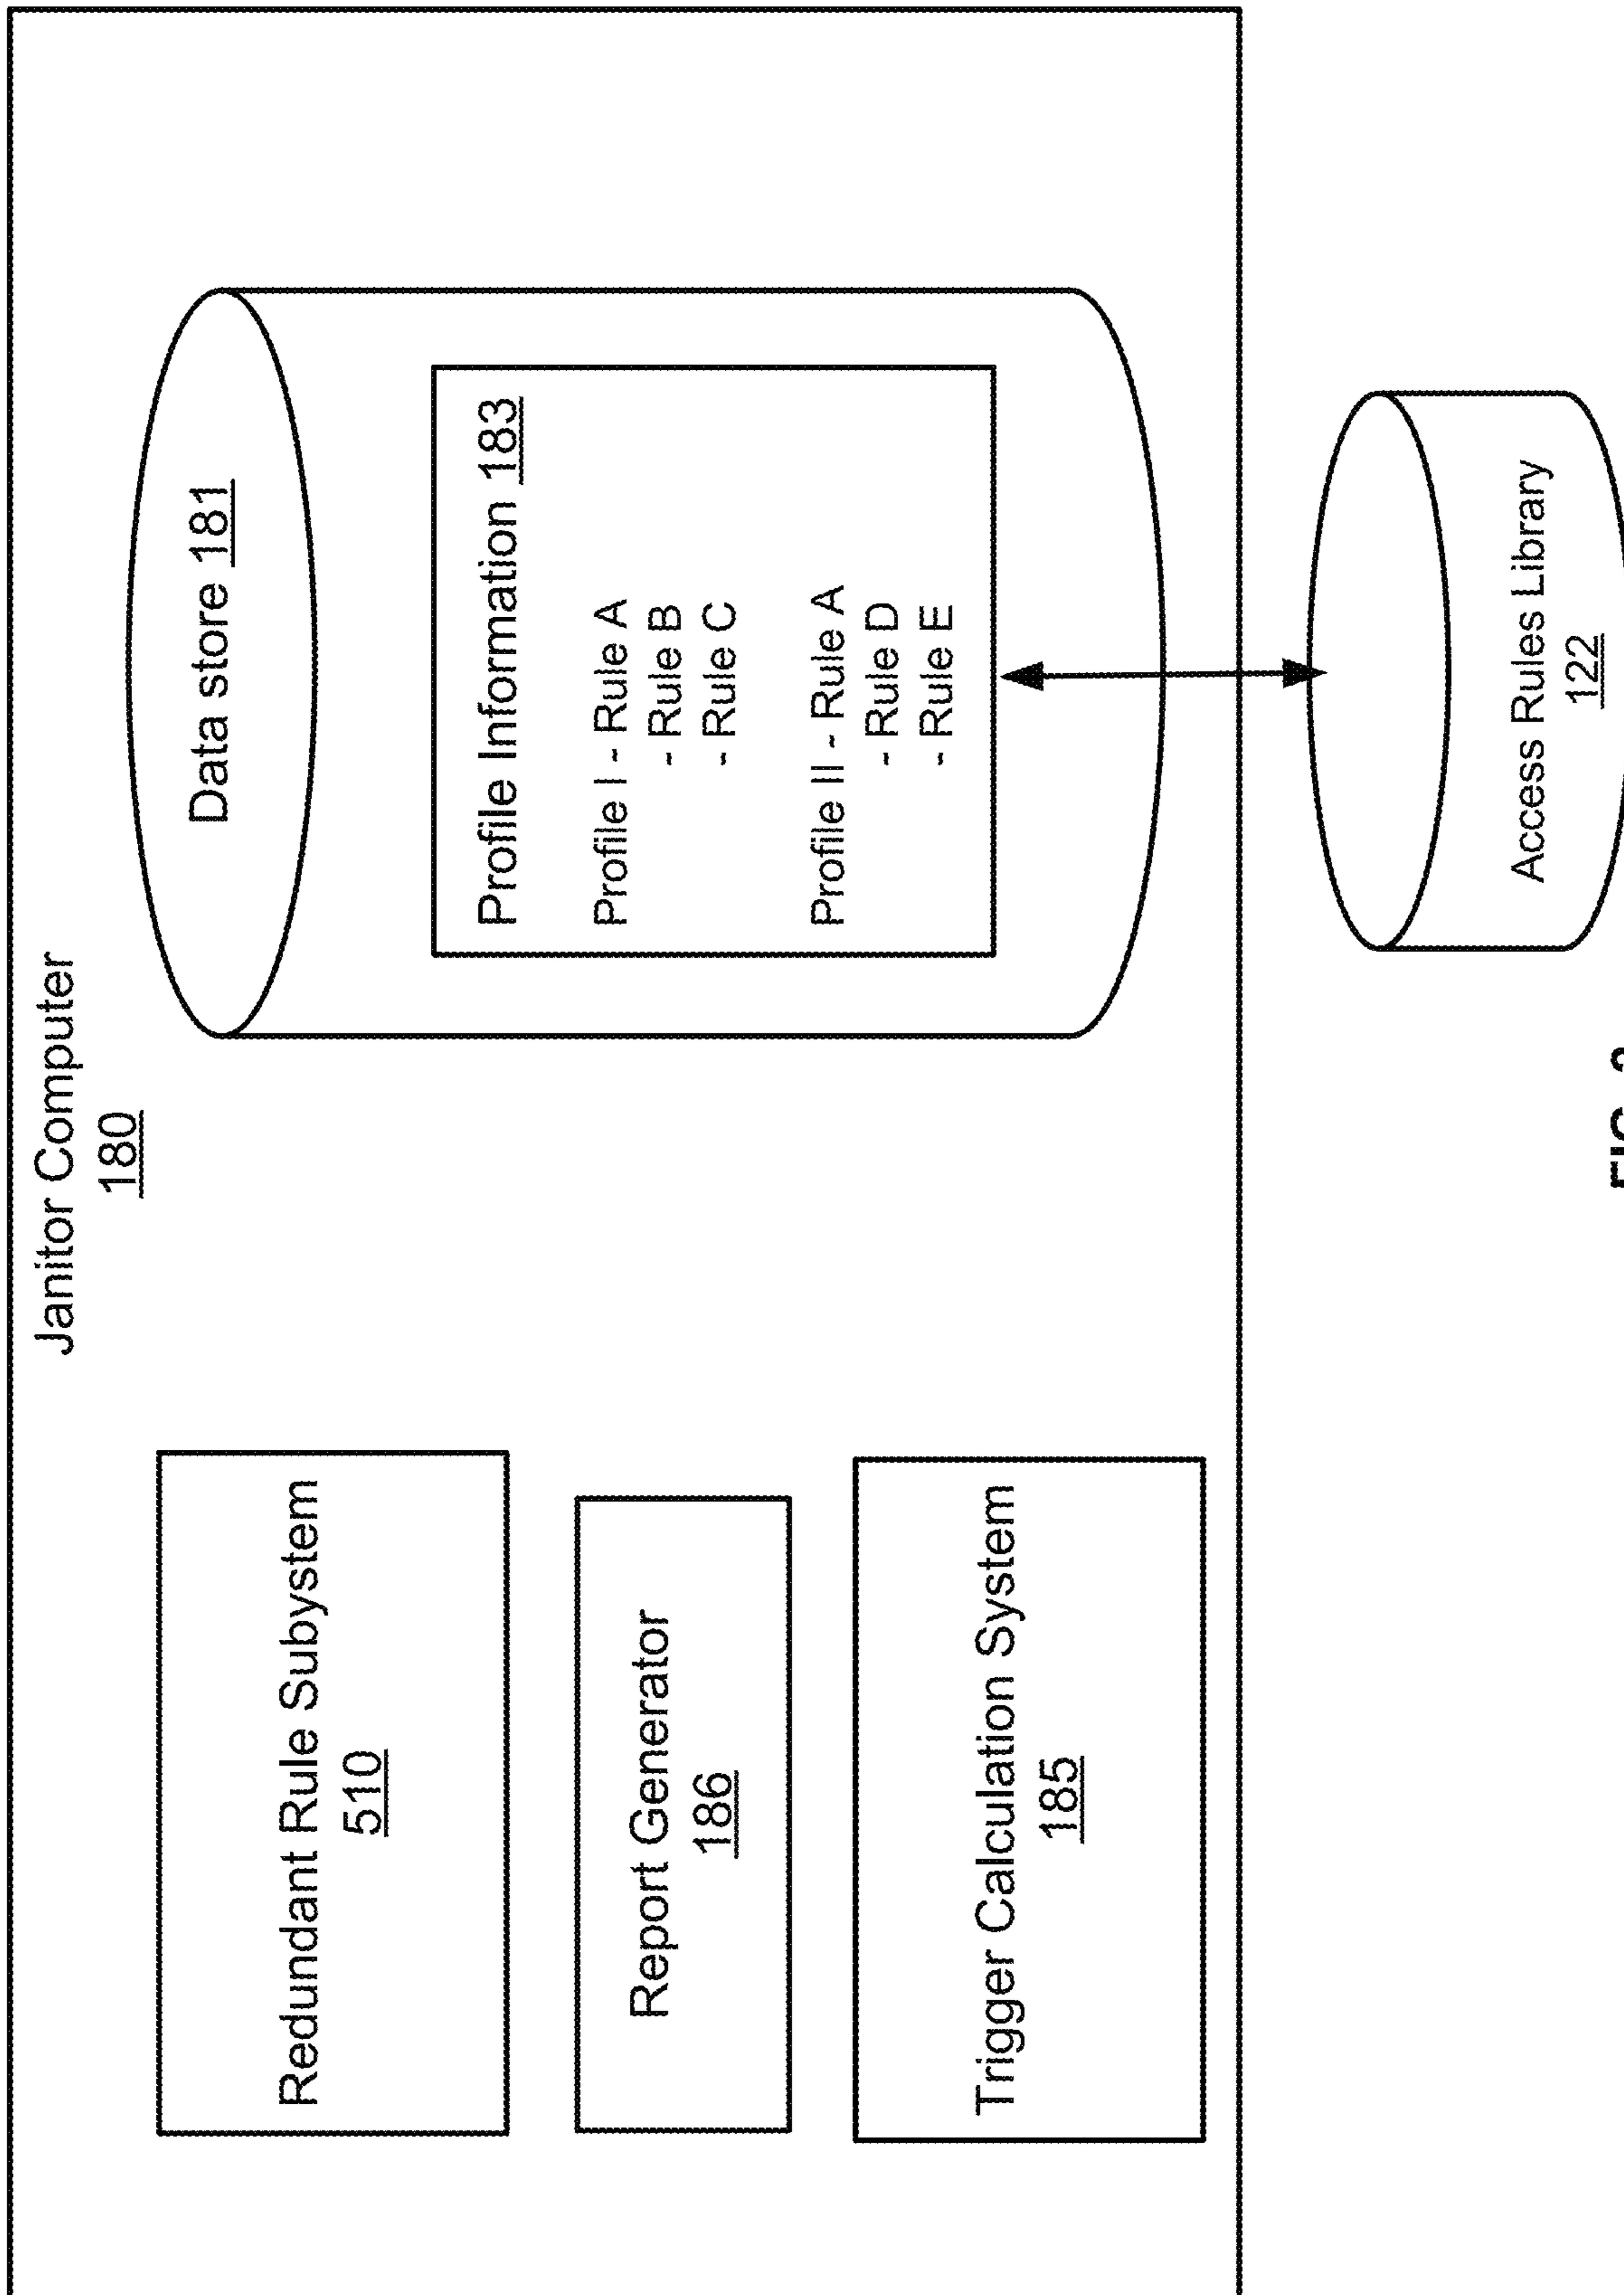 Janitor Computer
180
Redundant Rule Subystem
510
Report Generator
186
Trigger Calculation System
185
Data store 181
Profile Information 183
Profile I - Rule A
- Rule B
- Rule C
Profile II - Rule A
- Rule D
- Rule E
Access Rules Library
122
FIG.